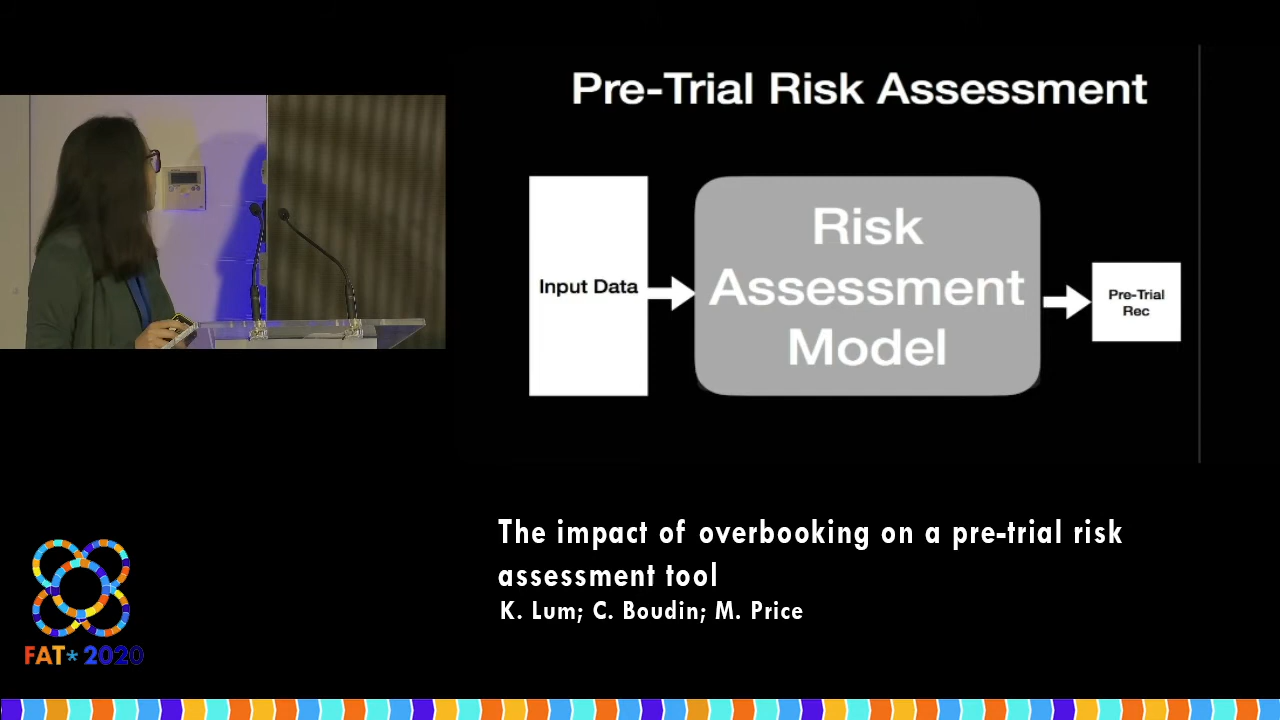 Pre-Trial Risk Assessment
Input Data
Risk
Assessment
Model
Pre-Trial
Rec
The impact of overbooking on a pre-trial risk
assessment tool
K. Lum; C. Boudin; M. Price
FAT* 2020